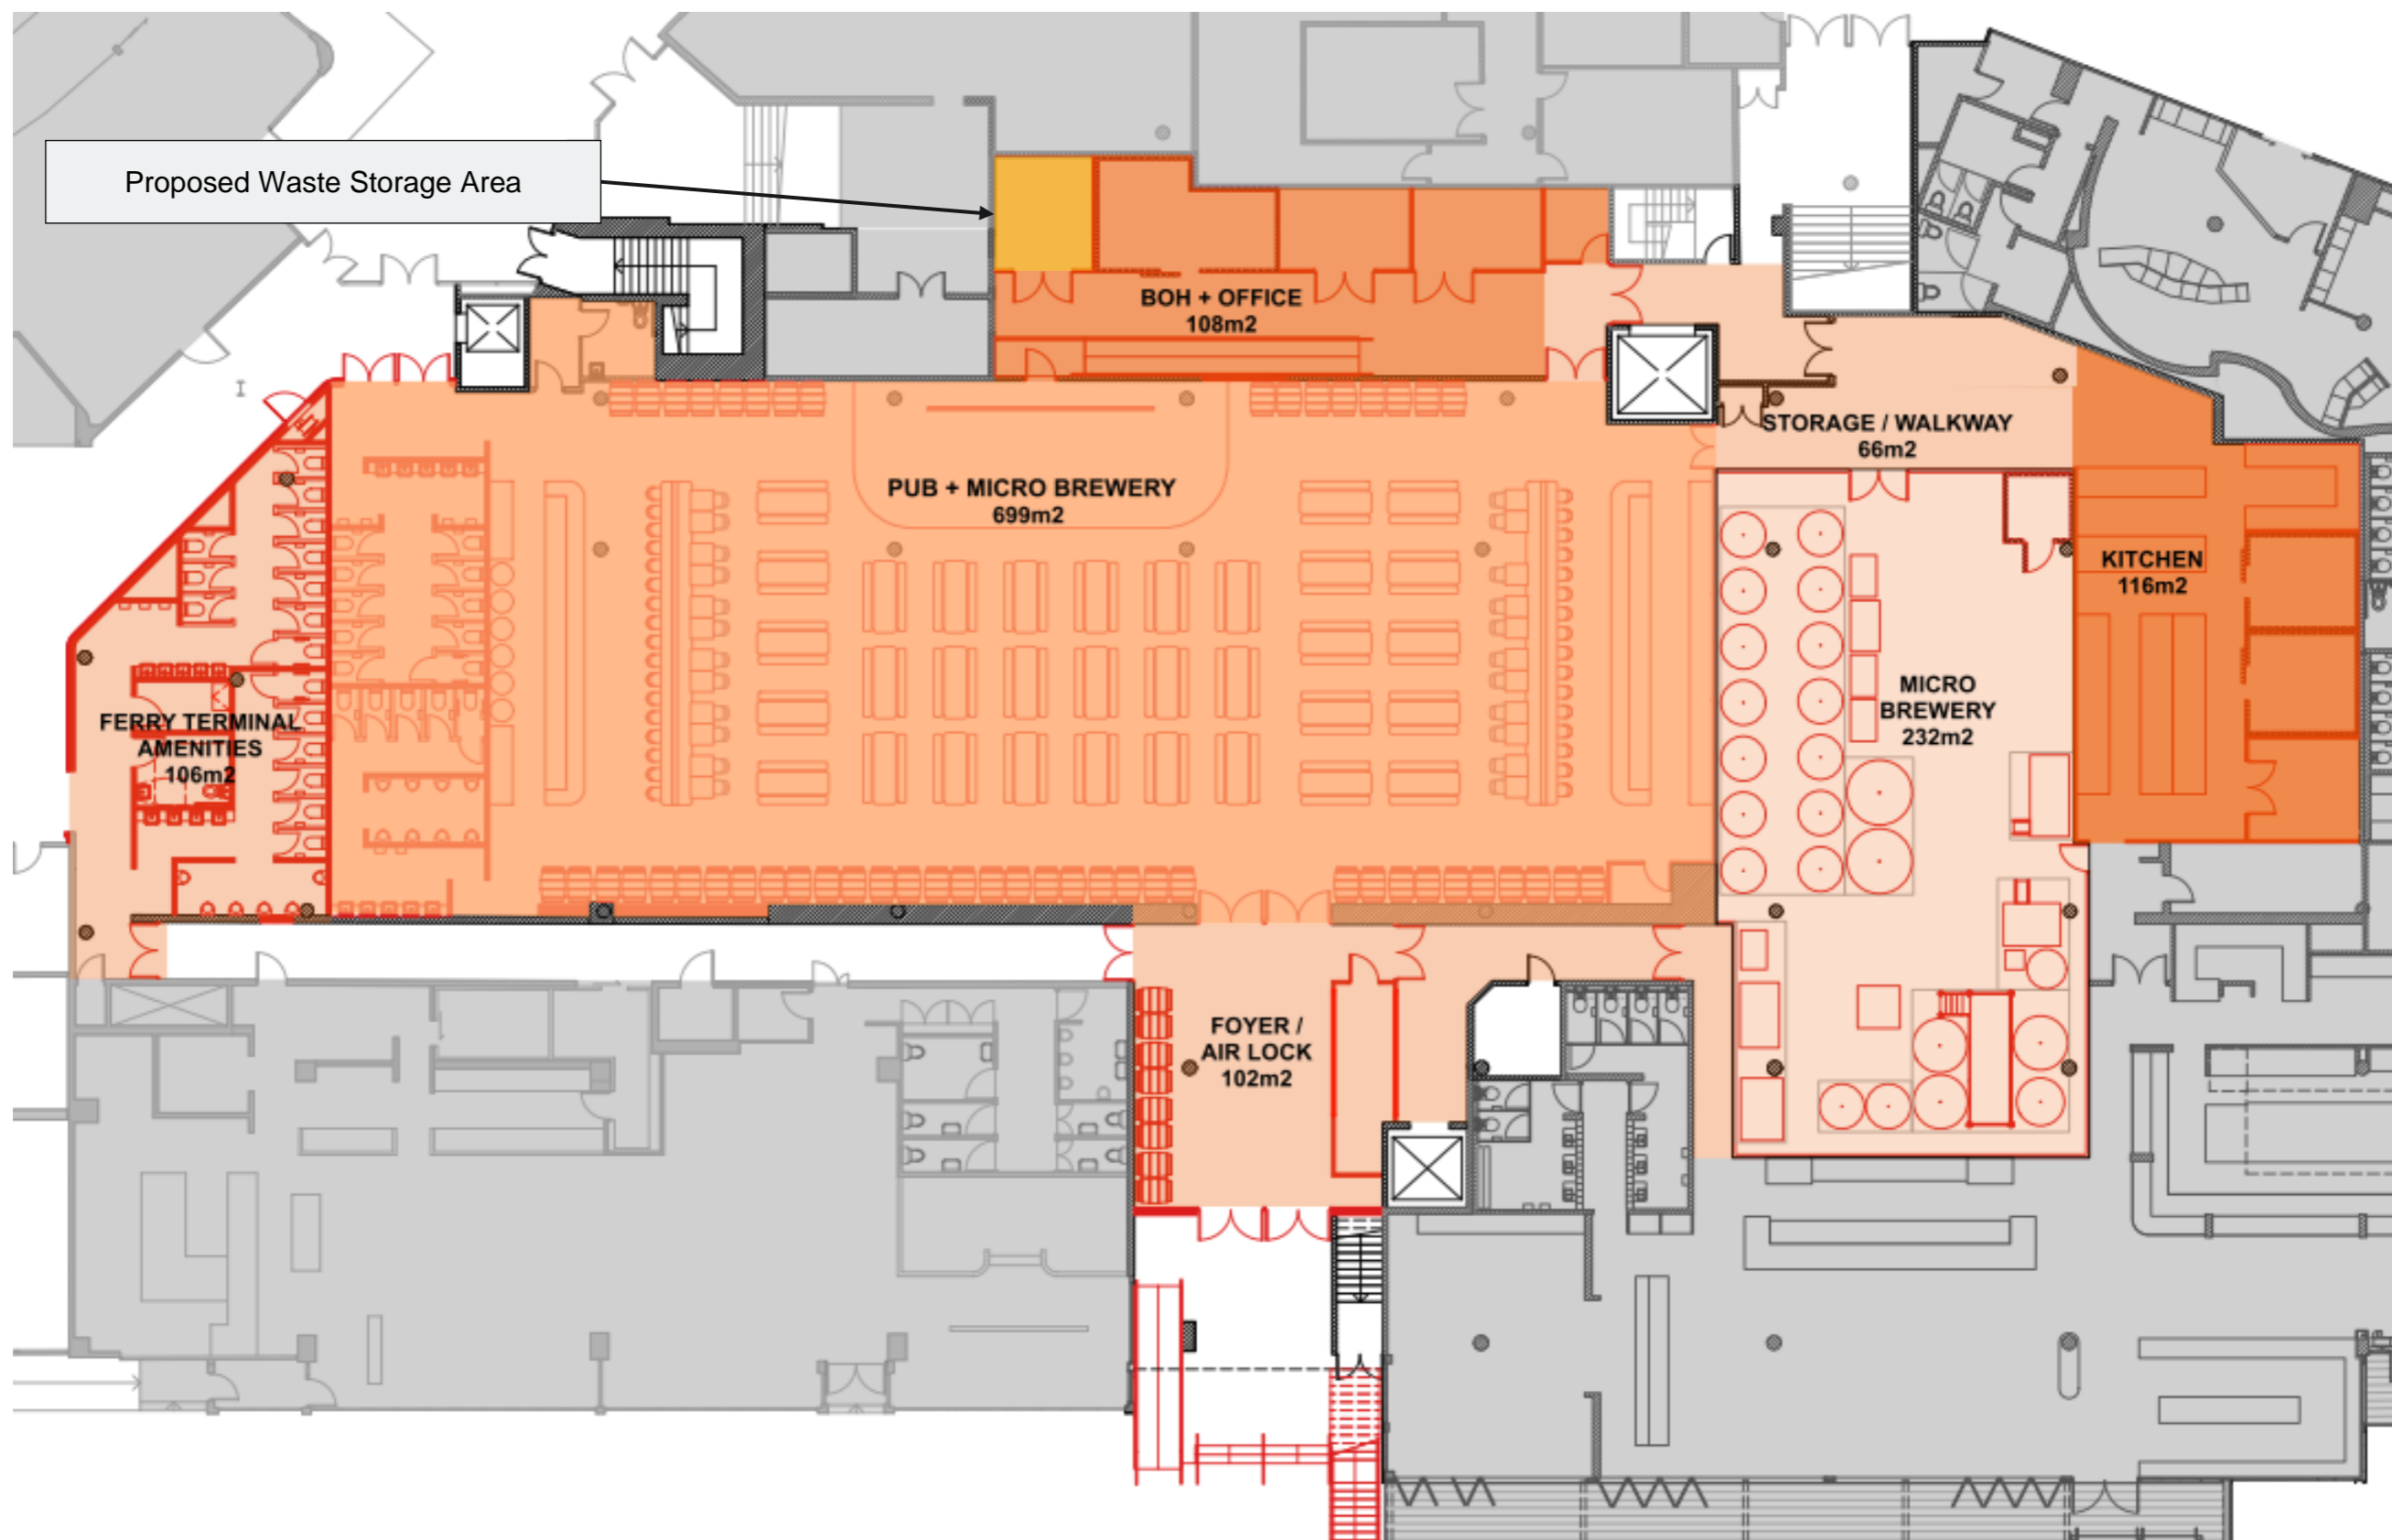 Proposed Waste Storage Area
BOH + OFFICE
108m2
STORAGE / WALKWAY
66m2
PUB + MICRO BREWERY
699m2
KITCHEN
116m2
MICRO
BREWERY
232m2
FERRY TERMINAL
AMENITIES
106m2
FOYER /
AIR LOCK
102m2